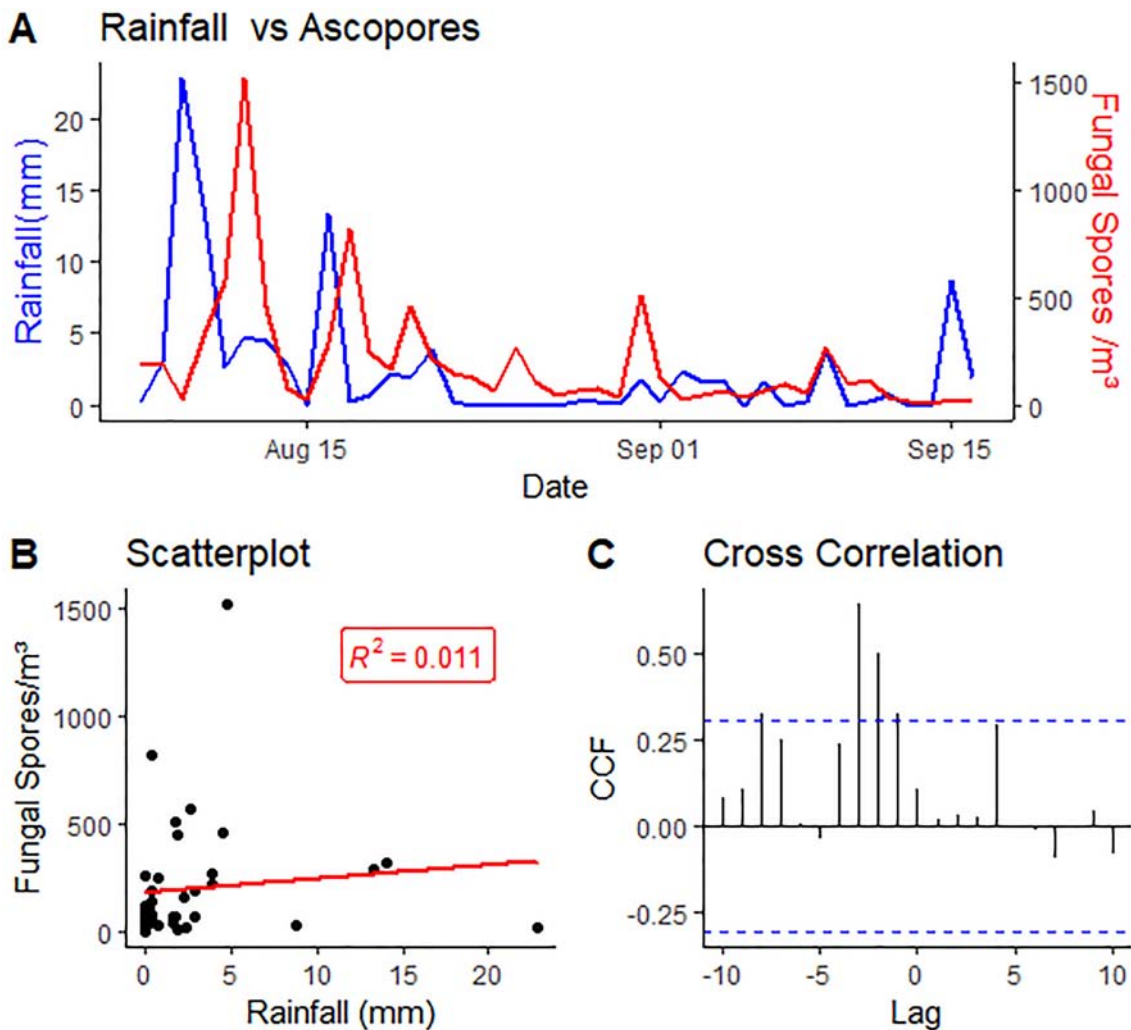 A Rainfall  vs Ascopores
Rainfall(mm)
20
15
10
5
0
1500
1000
500
0
Fungal Spores /m³
Aug 15 Sep 01 Sep 15
Date
B Scatterplot
Fungal Spores/m³
1500
1000
500
0
R² = 0.011
0 5 10 15 20
Rainfall (mm)
C Cross Correlation
CCF
0.50
0.25
0.00
-0.25
-10 -5 0 5 10
Lag